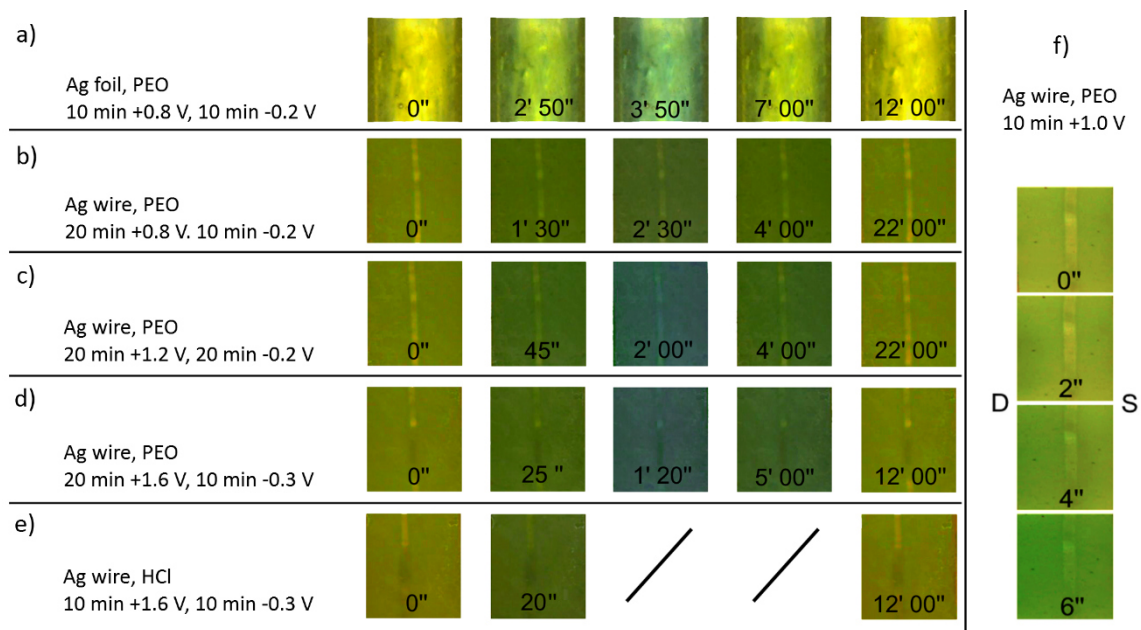 a)
Ag foil, PEO
10 min +0.8 V, 10 min -0.2 V
0" 2' 50" 3' 50" 7' 00" 12' 00"
b)
Ag wire, PEO
20 min +0.8 V. 10 min -0.2 V
0" 1' 30" 2' 30" 4' 00" 22' 00"
c)
Ag wire, PEO
20 min +1.2 V, 20 min -0.2 V
0" 45" 2' 00" 4' 00" 22' 00"
d)
Ag wire, PEO
20 min +1.6 V, 10 min -0.3 V
0" 25 " 1' 20" 5' 00" 12' 00"
e)
Ag wire, HCl
10 min +1.6 V, 10 min -0.3 V
0" 20" 12' 00"
f)
Ag wire, PEO
10 min +1.0 V
0"
2"
D S
4"
6"